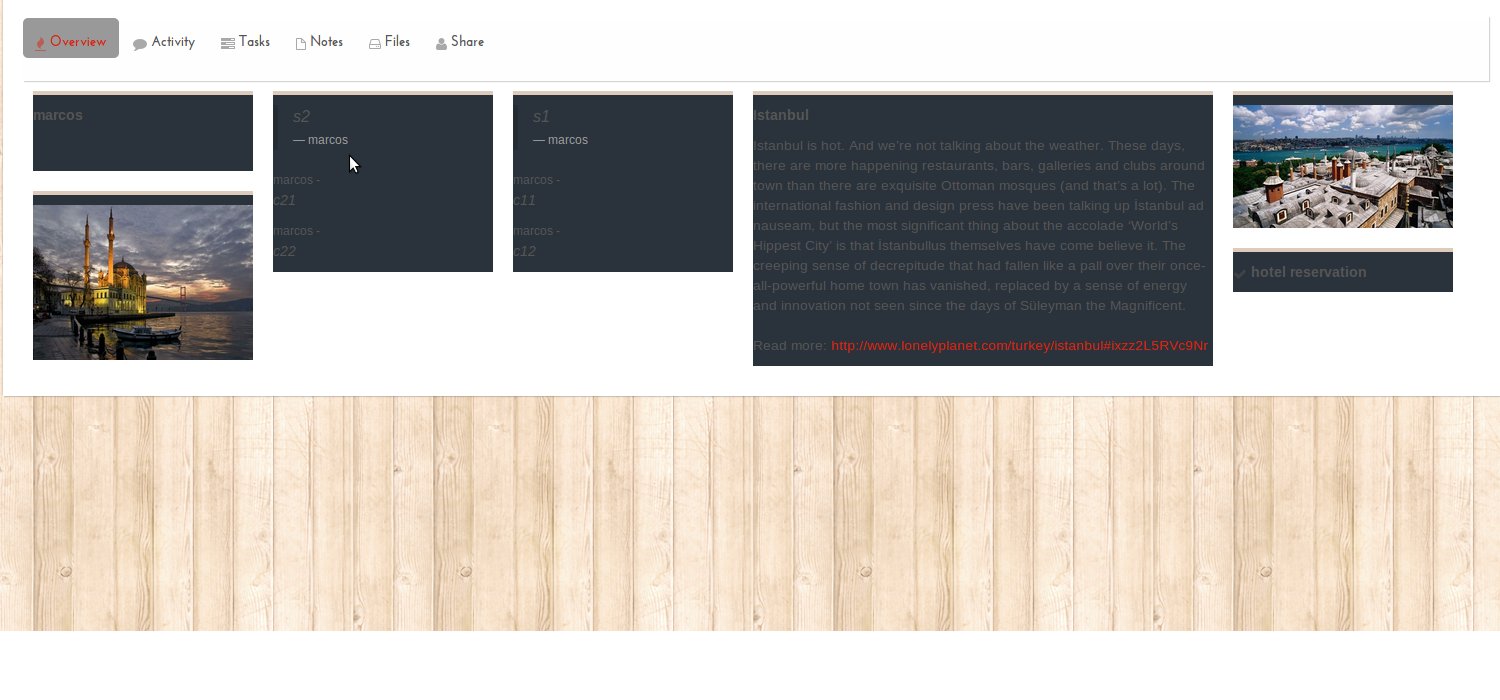 Overview Activity Tasks Notes Files Share
marcos
s2
— marcos
marcos -
c21
marcos -
c22
s1
— marcos
marcos -
c11
marcos -
c12
Istanbul
Istanbul is hot. And we're not talking about the weather. These days,
there are more happening restaurants, bars, galleries and clubs around
town than there are exquisite Ottoman mosques (and that's a lot). The
international fashion and design press have been talking up İstanbul ad
nauseam, but the most significant thing about the accolade ‘World's
Hippest City’ is that İstanbullus themselves have come believe it. The
creeping sense of decrepitude that had fallen like a pall over their once-
all-powerful home town has vanished, replaced by a sense of energy
and innovation not seen since the days of Süleyman the Magnificent.
Read more: http://www.lonelyplanet.com/turkey/istanbul#ixzz2L5RVc9Nr
hotel reservation